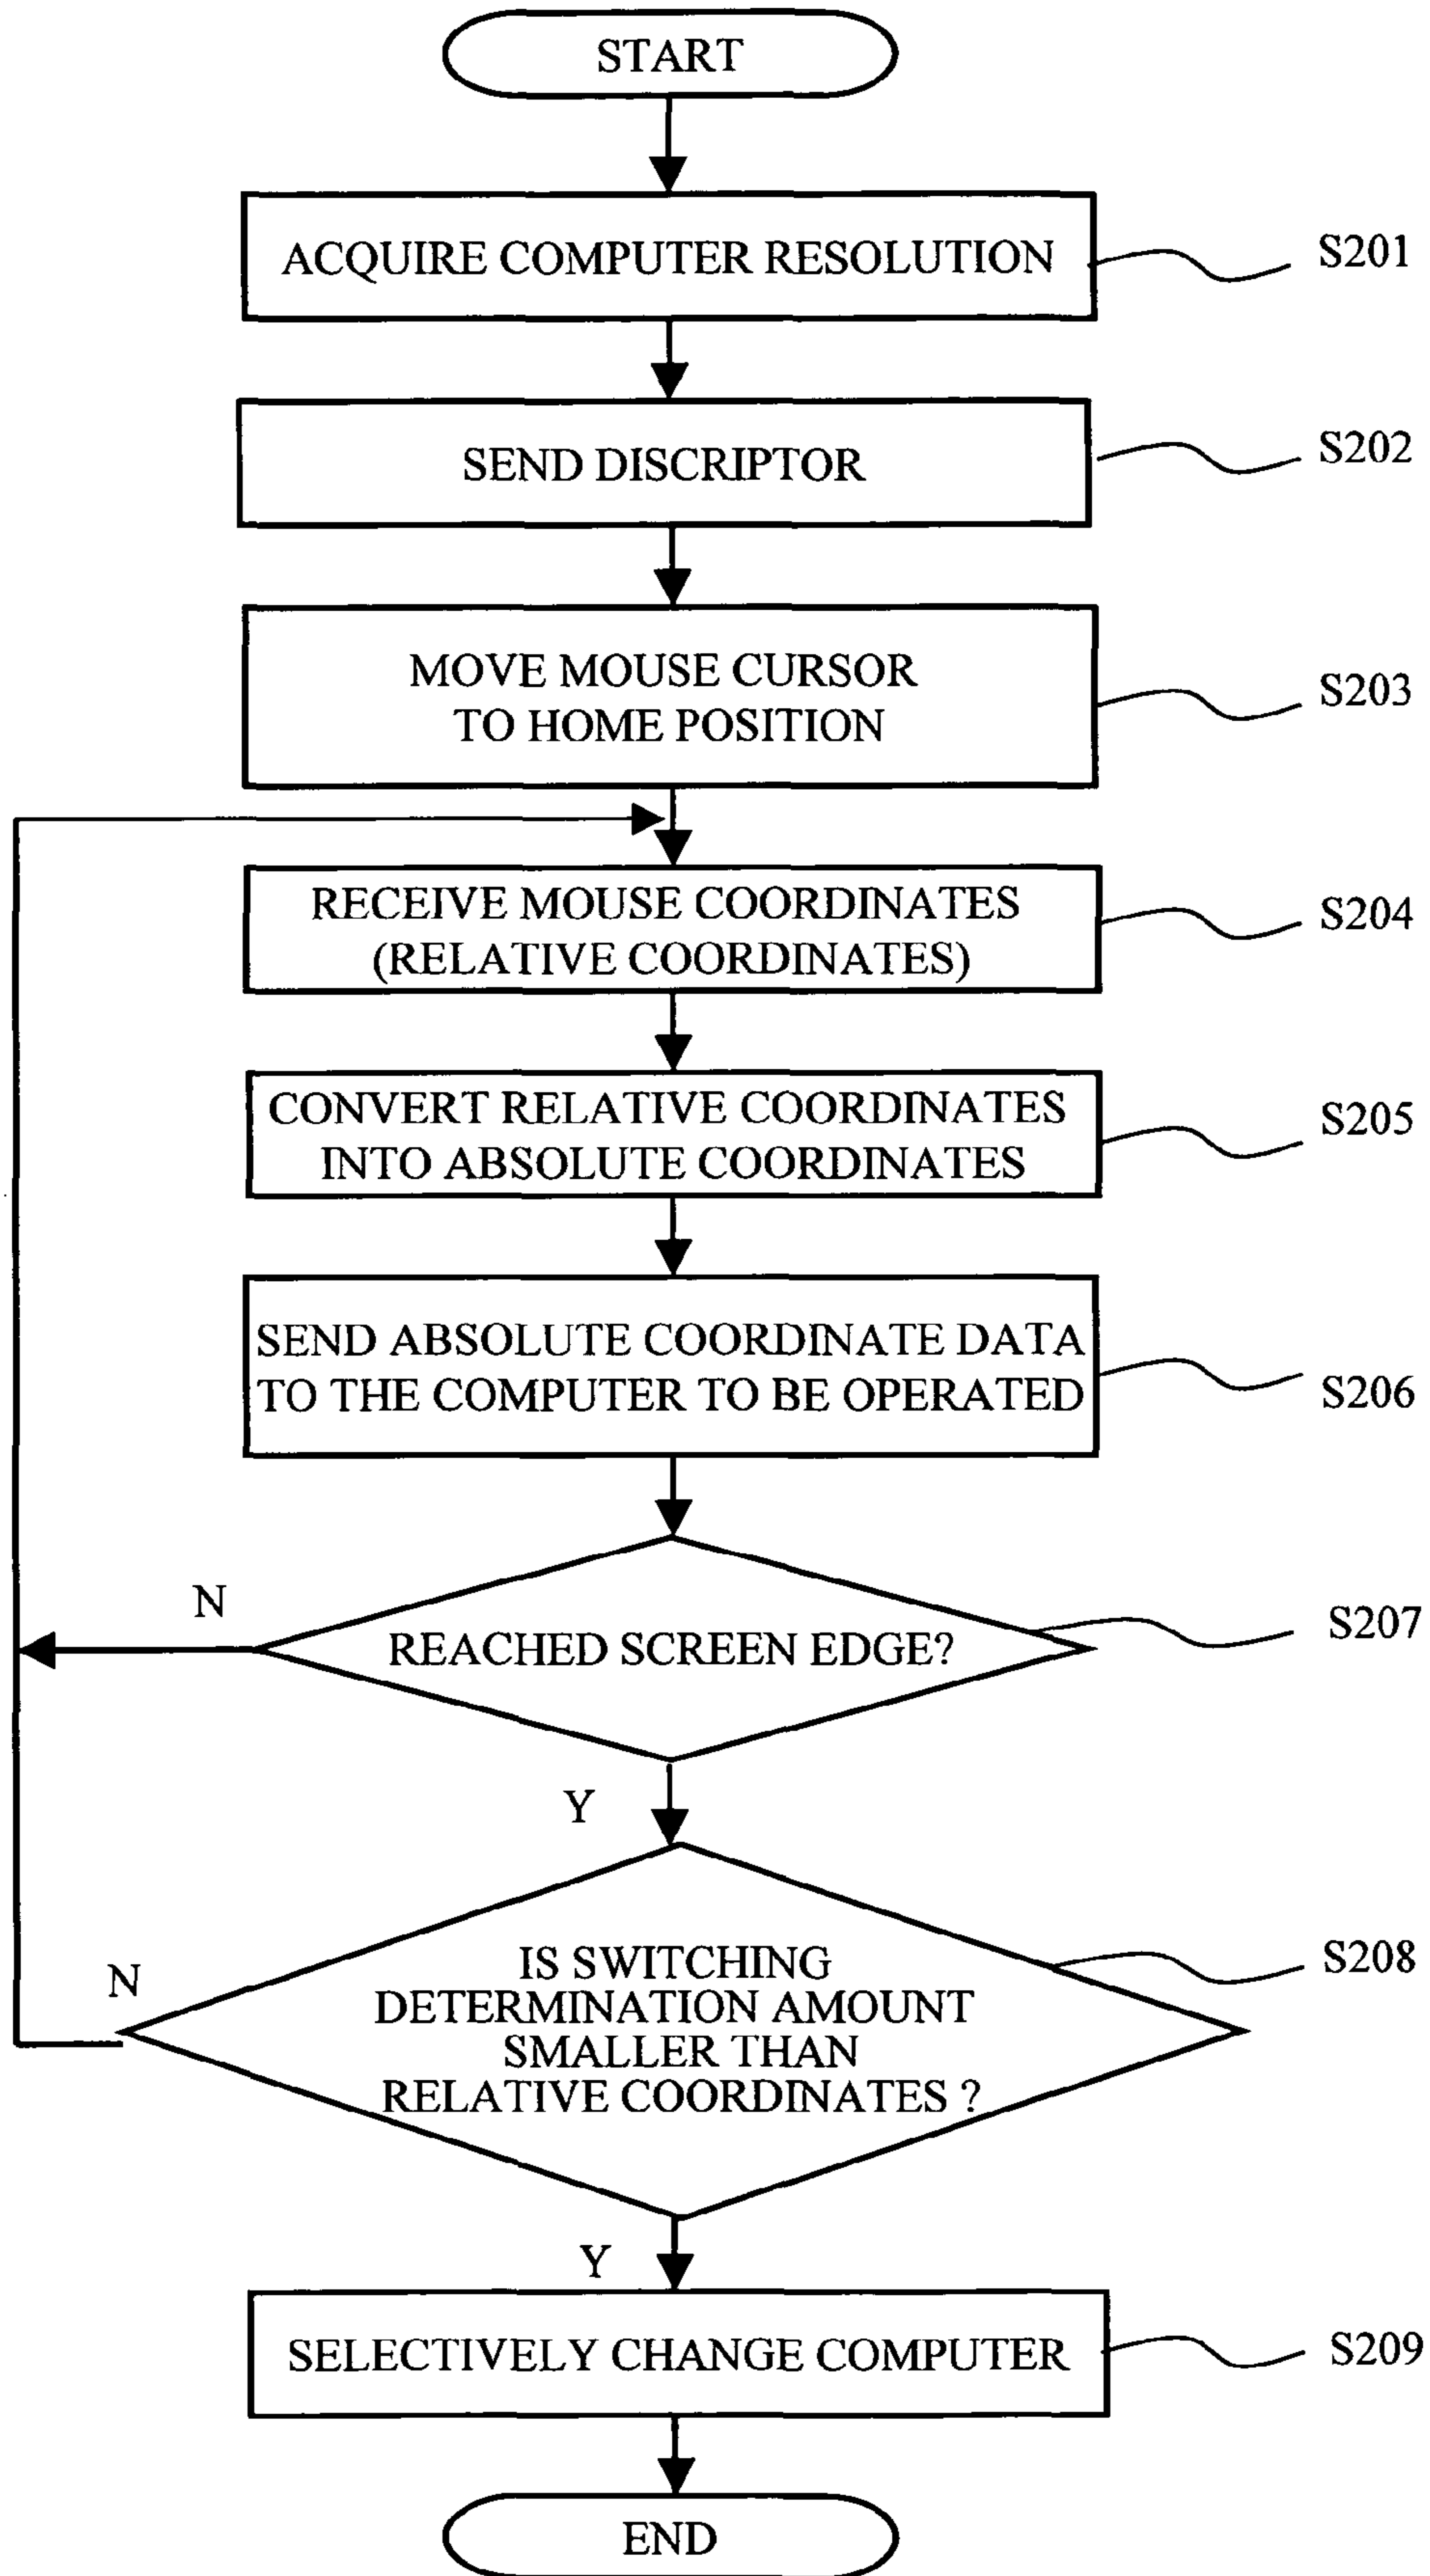 START
ACQUIRE COMPUTER RESOLUTION
S201
SEND DISCRIPTOR
S202
MOVE MOUSE CURSOR
TO HOME POSITION
S203
RECEIVE MOUSE COORDINATES
(RELATIVE COORDINATES)
S204
CONVERT RELATIVE COORDINATES
INTO ABSOLUTE COORDINATES
S205
SEND ABSOLUTE COORDINATE DATA
TO THE COMPUTER TO BE OPERATED
S206
N
REACHED SCREEN EDGE?
S207
Y
N
IS SWITCHING
DETERMINATION AMOUNT
SMALLER THAN
RELATIVE COORDINATES ?
S208
Y
SELECTIVELY CHANGE COMPUTER
S209
END